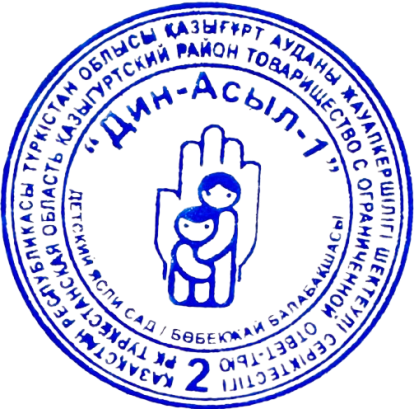 ҚАЗАҚСТАН РЕСПУБЛИКАСЫ ТҮРКІСТАН ОБЛЫСЫ ҚАЗЫҒҰРТ АУДАНЫ ЖАУАПКЕРШІЛІГІ ШЕКТЕУЛІ СЕРІКТЕСТІГІ
РК ТУРКЕСТАНСКАЯ ОБЛАСТЬ КАЗЫГУРТСКИЙ РАЙОН ТОВАРИЩЕСТВО С ОГРАНИЧЕННОЙ ОТВЕТ-ТЬЮ
"Дин-Асыл-1"
ДЕТСКИЙ ЯСЛИ САД / БӨБЕКЖАЙ БАЛАБАҚШАСЫ
2